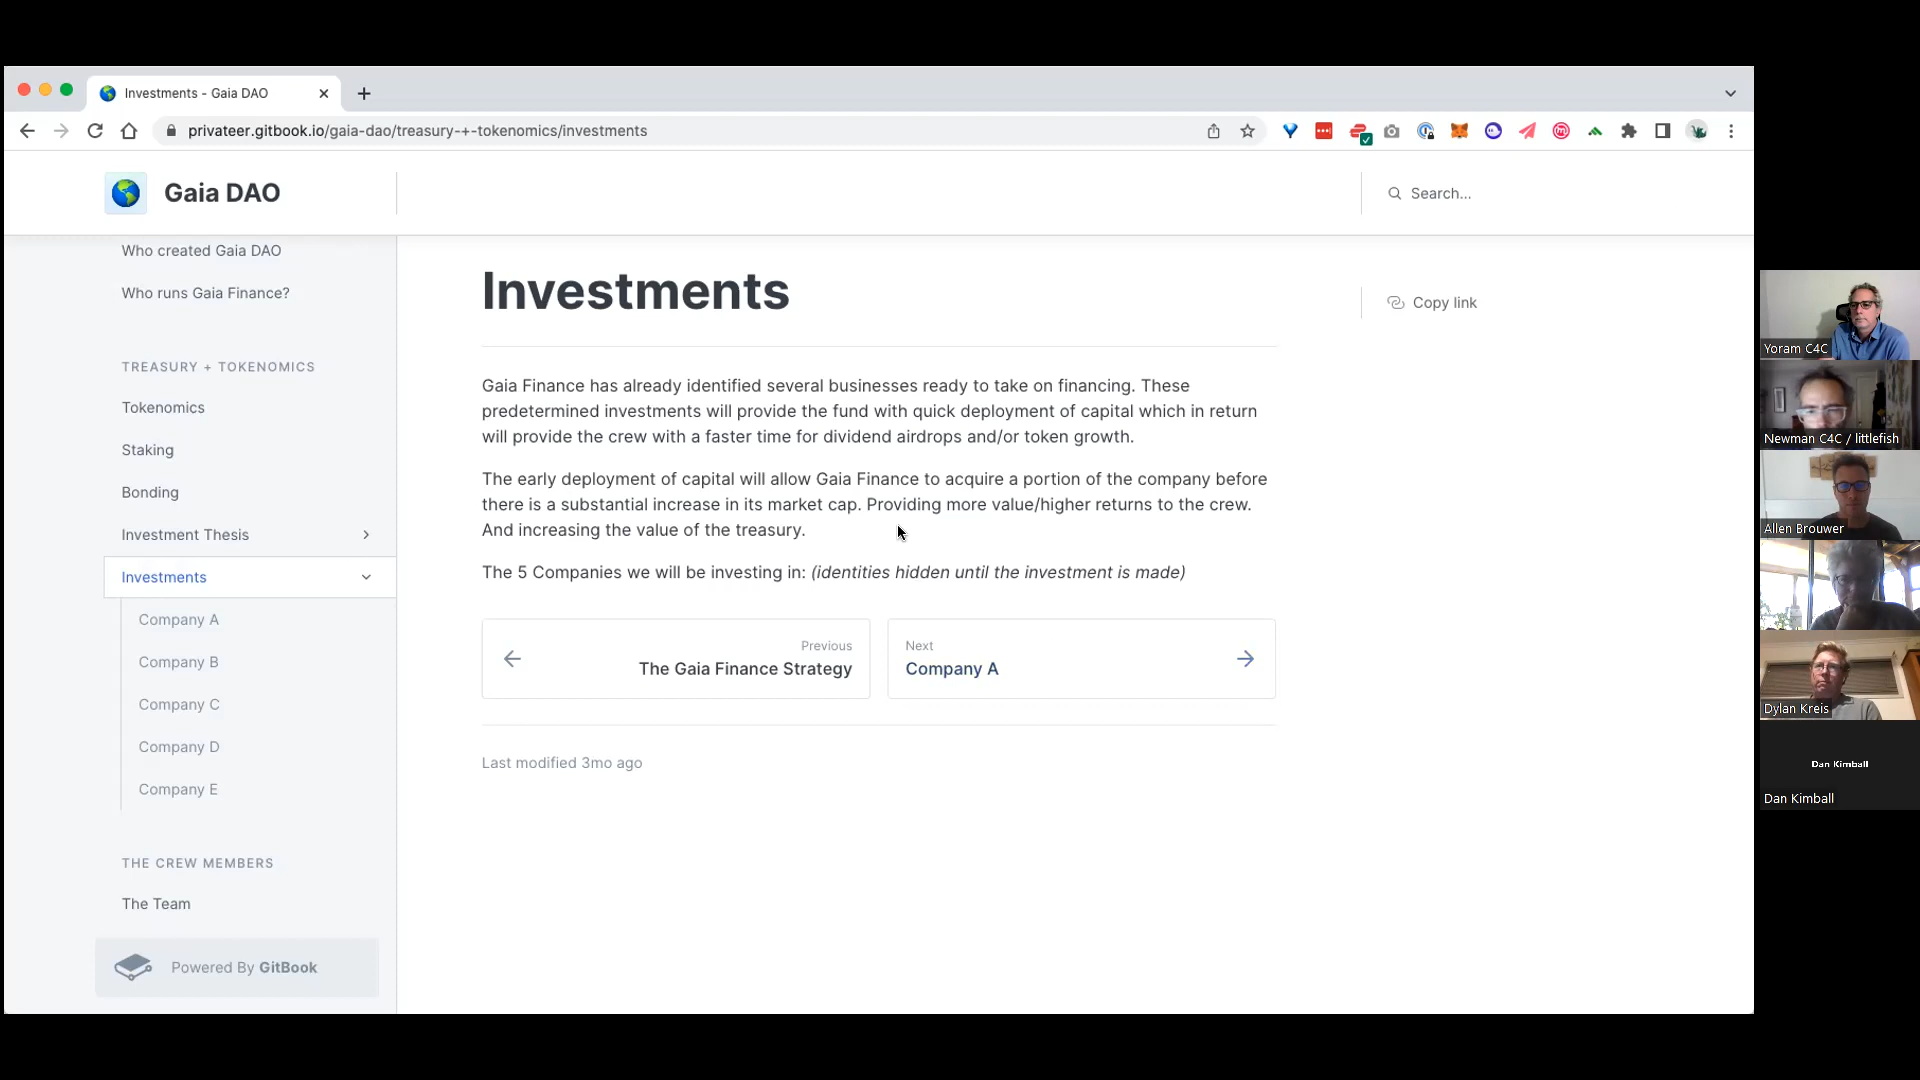 Investments - Gaia DAO
privateer.gitbook.io/gaia-dao/treasury-+-tokenomics/investments
Gaia DAO
Search...
Who created Gaia DAO
Who runs Gaia Finance?
TREASURY + TOKENOMICS
Tokenomics
Staking
Bonding
Investment Thesis
Investments
Company A
Company B
Company C
Company D
Company E
THE CREW MEMBERS
The Team
Powered By GitBook
Investments
Copy link
Gaia Finance has already identified several businesses ready to take on financing. These
predetermined investments will provide the fund with quick deployment of capital which in return
will provide the crew with a faster time for dividend airdrops and/or token growth.
The early deployment of capital will allow Gaia Finance to acquire a portion of the company before
there is a substantial increase in its market cap. Providing more value/higher returns to the crew.
And increasing the value of the treasury.
The 5 Companies we will be investing in: (identities hidden until the investment is made)
Previous
The Gaia Finance Strategy
Next
Company A
Last modified 3mo ago
Yoram C4C
Newman C4C / littlefish
Allen Brouwer
Dylan Kreis
Dan Kimball
Dan Kimball